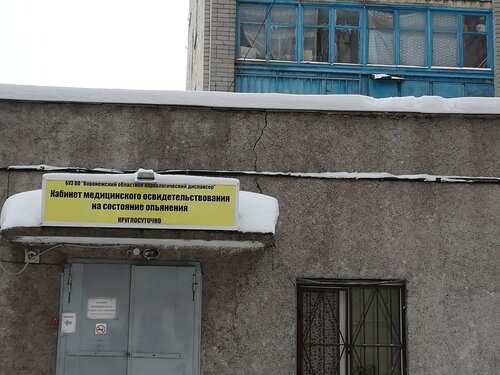 БУЗ ВО "Воронежский областной наркологический диспансер"
Кабинет медицинского освидетельствования
на состояние опьянения
КРУГЛОСУТОЧНО